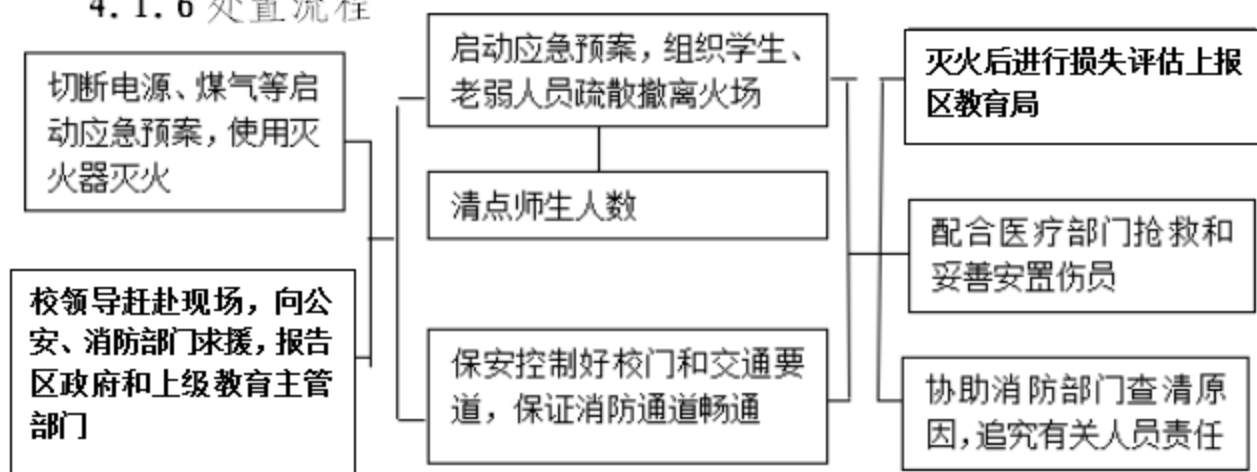 4.1.6 处置流程
切断电源、煤气等启
动应急预案，使用灭
火器灭火
校领导赶赴现场，向公
安、消防部门求援，报告
区政府和上级教育主管
部门
启动应急预案，组织学生、
老弱人员疏散撤离火场
清点师生人数
保安控制好校门和交通要
道，保证消防通道畅通
灭火后进行损失评估上报
区教育局
配合医疗部门抢救和
妥善安置伤员
协助消防部门查清原
因，追究有关人员责任